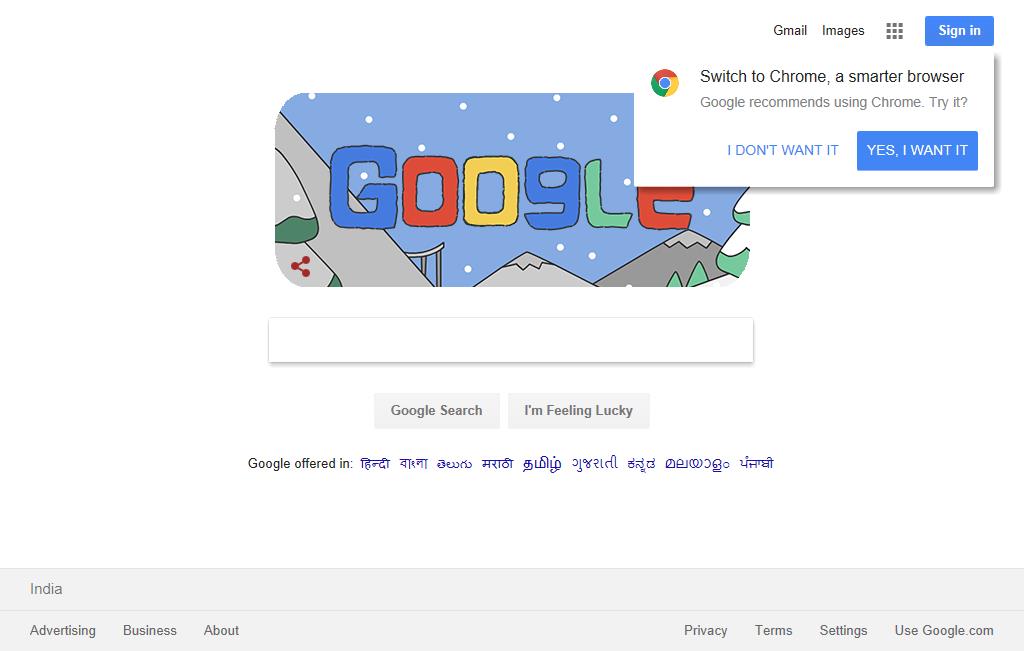 Gmail Images Sign in
Switch to Chrome, a smarter browser
Google recommends using Chrome. Try it?
I DON'T WANT IT YES, I WANT IT
GOOGLE
Google Search I'm Feeling Lucky
Google offered in: हिन्दी বাংলা తెలుగు मराठी தமிழ் ગુજરાતી ಕನ್ನಡ മലയാളം ਪੰਜਾਬੀ
India
Advertising Business About Privacy Terms Settings Use Google.com